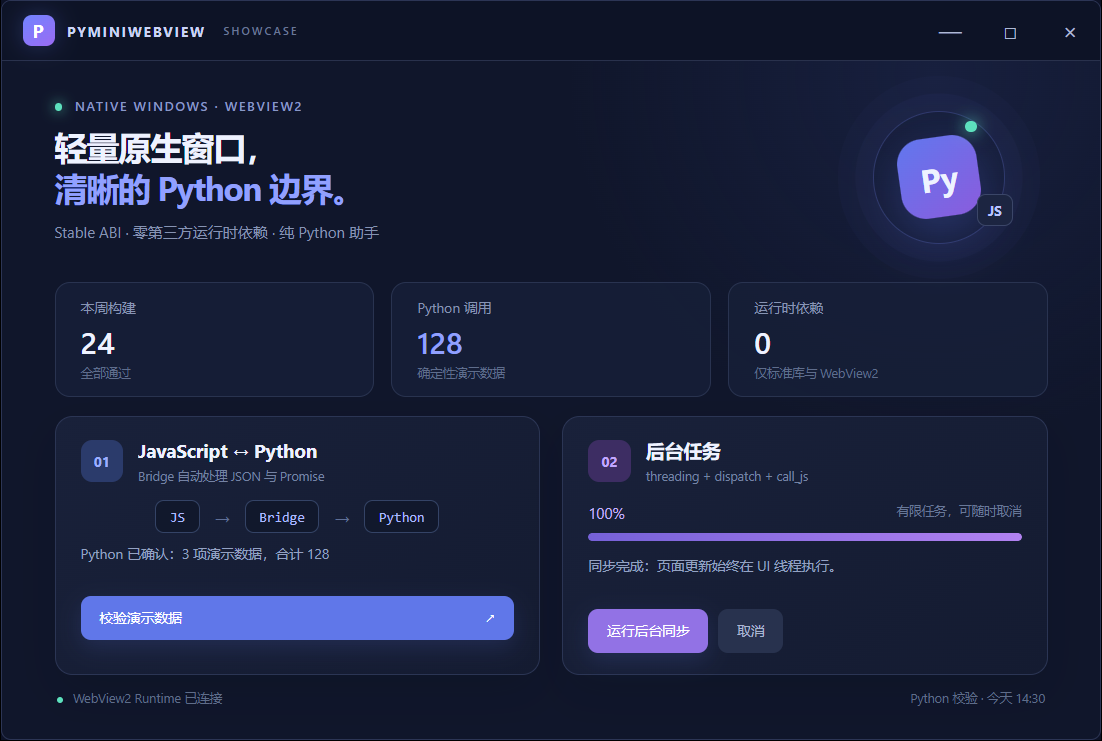 P PYMINIWEBVIEW SHOWCASE
NATIVE WINDOWS · WEBVIEW2
轻量原生窗口,
清晰的 Python 边界。
Stable ABI · 零第三方运行时依赖 · 纯 Python 助手
Py
JS
本周构建
24
全部通过
Python 调用
128
确定性演示数据
运行时依赖
0
仅标准库与 WebView2
01
JavaScript ↔ Python
Bridge 自动处理 JSON 与 Promise
JS → Bridge → Python
Python 已确认：3 项演示数据，合计 128
校验演示数据 ↗
02
后台任务
threading + dispatch + call_js
100% 有限任务，可随时取消
同步完成：页面更新始终在 UI 线程执行。
运行后台同步 取消
WebView2 Runtime 已连接
Python 校验 · 今天 14:30